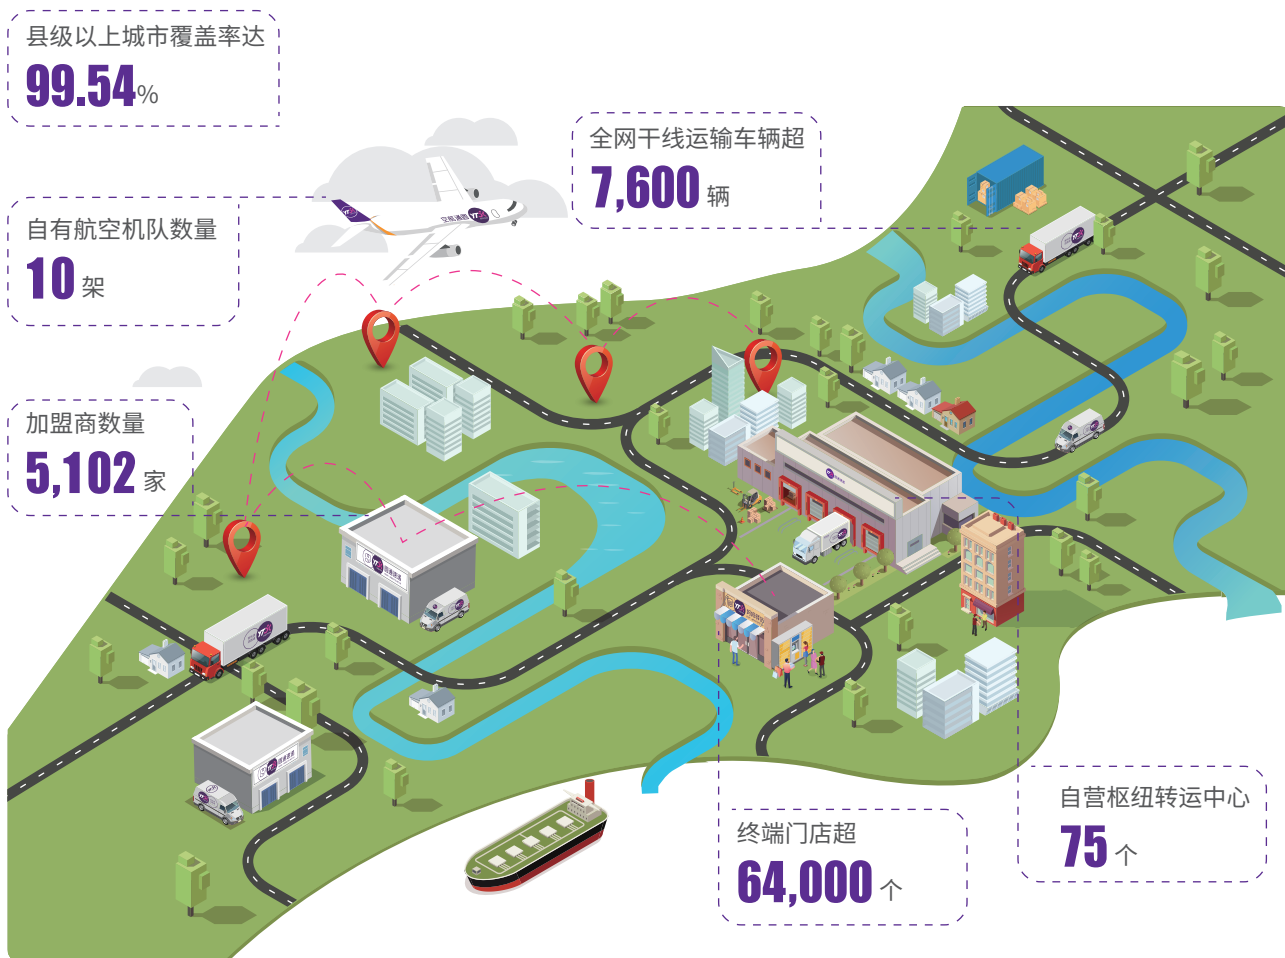 县级以上城市覆盖率达
99.54%
全网干线运输车辆超
7,600 辆
自有航空机队数量
10 架
加盟商数量
5,102 家
自营枢纽转运中心
75 个
终端门店超
64,000 个